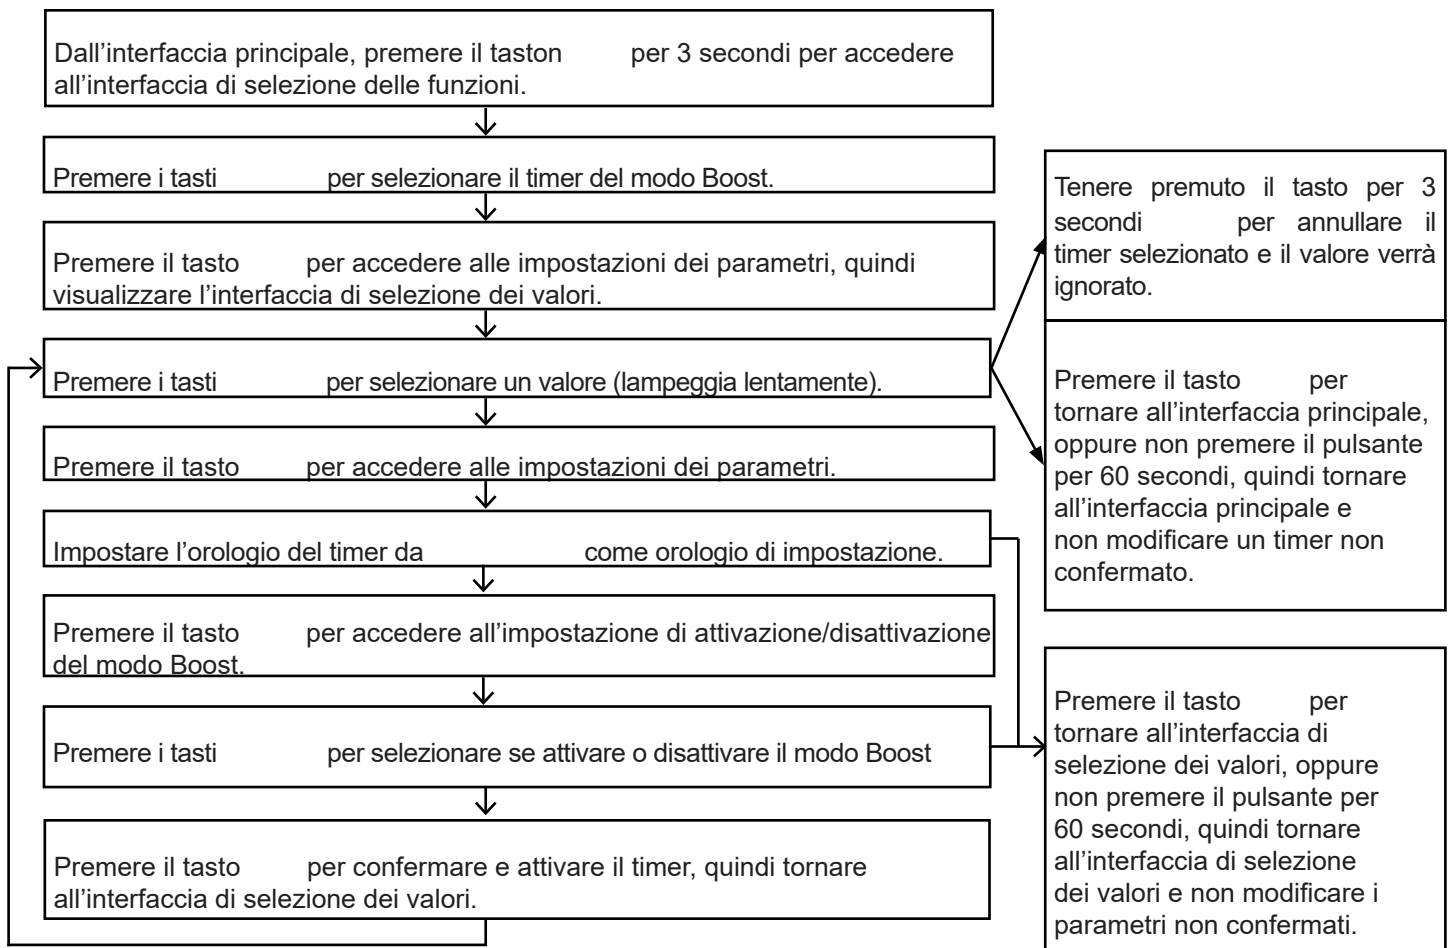 Dall’interfaccia principale, premere il taston per 3 secondi per accedere
all’interfaccia di selezione delle funzioni.
Premere i tasti per selezionare il timer del modo Boost.
Premere il tasto per accedere alle impostazioni dei parametri, quindi
visualizzare l’interfaccia di selezione dei valori.
Premere i tasti per selezionare un valore (lampeggia lentamente).
Premere il tasto per accedere alle impostazioni dei parametri.
Impostare l’orologio del timer da come orologio di impostazione.
Premere il tasto per accedere all’impostazione di attivazione/disattivazione
del modo Boost.
Premere i tasti per selezionare se attivare o disattivare il modo Boost
Premere il tasto per confermare e attivare il timer, quindi tornare
all’interfaccia di selezione dei valori.
Tenere premuto il tasto per 3
secondi per annullare il
timer selezionato e il valore verrà
ignorato.
Premere il tasto per
tornare all’interfaccia principale,
oppure non premere il pulsante
per 60 secondi, quindi tornare
all’interfaccia principale e
non modificare un timer non
confermato.
Premere il tasto per
tornare all’interfaccia di
selezione dei valori, oppure
non premere il pulsante per
60 secondi, quindi tornare
all’interfaccia di selezione
dei valori e non modificare i
parametri non confermati.